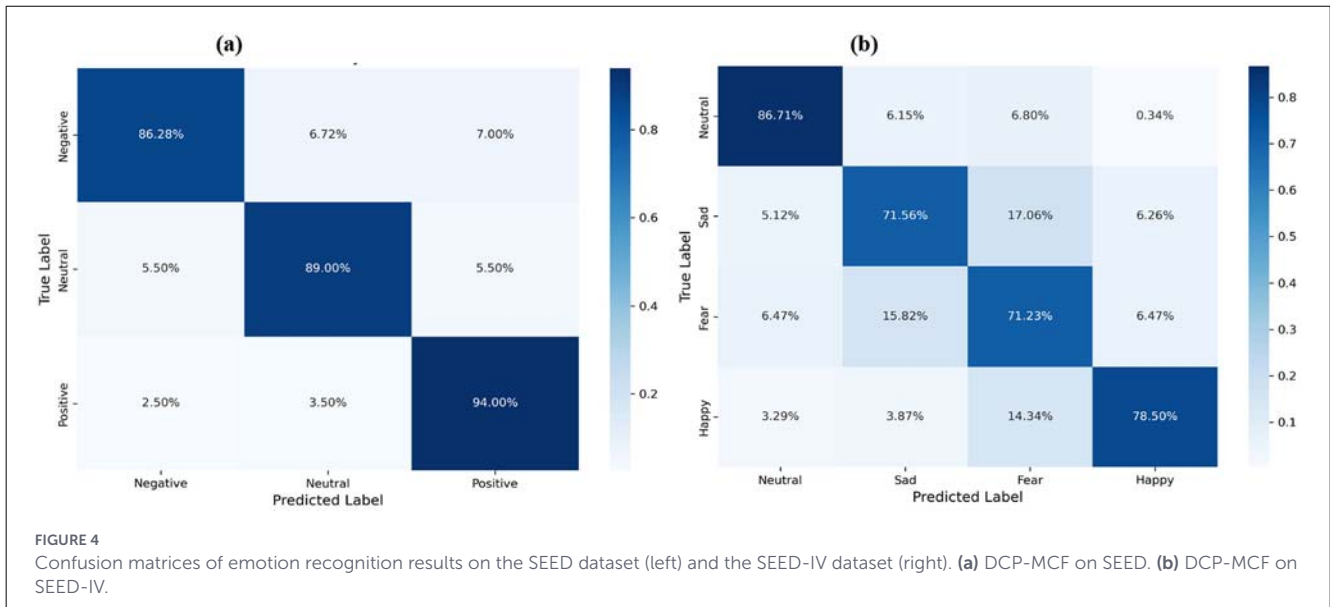 (a)
Negative
86.28% 6.72% 7.00%
Neutral
5.50% 89.00% 5.50%
Positive
2.50% 3.50% 94.00%
True Label
Negative Neutral Positive
Predicted Label
0.8
0.6
0.4
0.2
(b)
Neutral
86.71% 6.15% 6.80% 0.34%
Sad
5.12% 71.56% 17.06% 6.26%
Fear
6.47% 15.82% 71.23% 6.47%
Happy
3.29% 3.87% 14.34% 78.50%
True Label
Neutral Sad Fear Happy
Predicted Label
0.8
0.7
0.6
0.5
0.4
0.3
0.2
0.1
FIGURE 4
Confusion matrices of emotion recognition results on the SEED dataset (left) and the SEED-IV dataset (right). (a) DCP-MCF on SEED. (b) DCP-MCF on
SEED-IV.